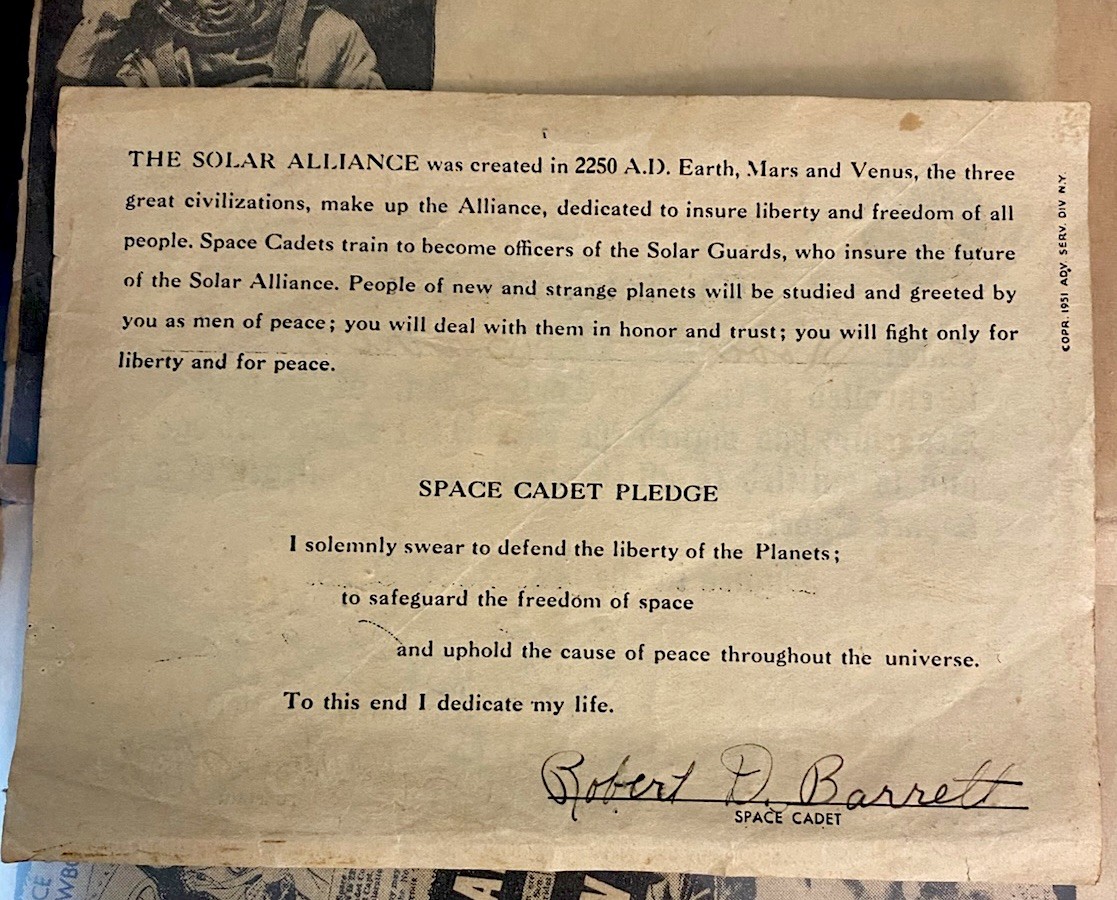 THE SOLAR ALLIANCE was created in 2250 A.D. Earth, Mars and Venus, the three
great civilizations, make up the Alliance, dedicated to insure liberty and freedom of all
people. Space Cadets train to become officers of the Solar Guards, who insure the future
of the Solar Alliance. People of new and strange planets will be studied and greeted by
you as men of peace; you will deal with them in honor and trust; you will fight only for
liberty and for peace.
COPR. 1951 ADV. SERV. DIV N.Y.
SPACE CADET PLEDGE
I solemnly swear to defend the liberty of the Planets;
to safeguard the freedom of space
and uphold the cause of peace throughout the universe.
To this end I dedicate my life.
Robert D. Barrett
SPACE CADET